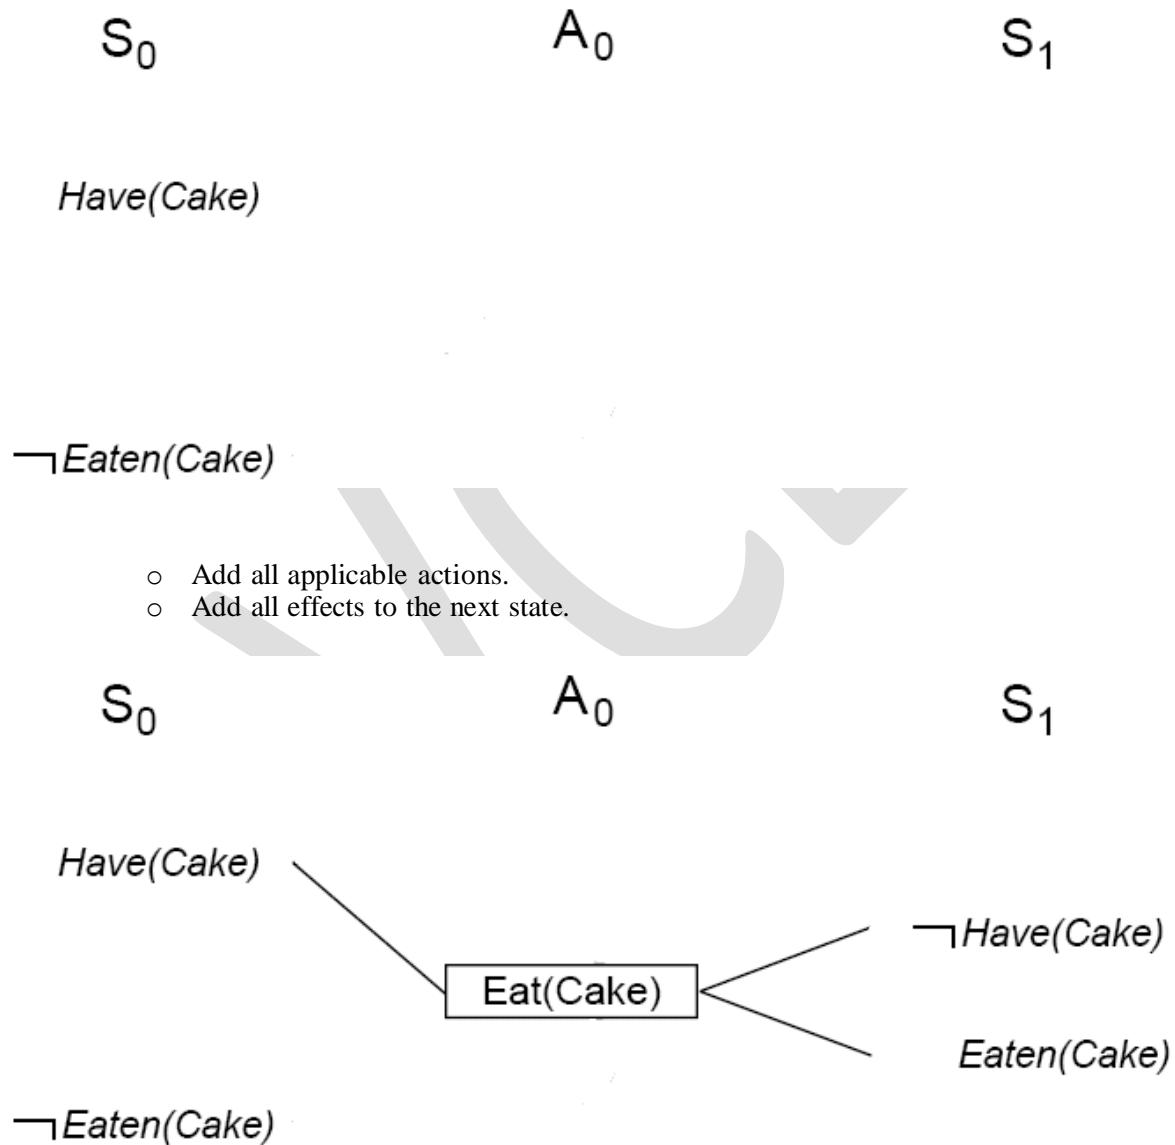 S0 A0 S1
Have(Cake)
¬Eaten(Cake)
o Add all applicable actions.
o Add all effects to the next state.
S0 A0 S1
Have(Cake)
¬Have(Cake)
Eat(Cake)
Eaten(Cake)
¬Eaten(Cake)